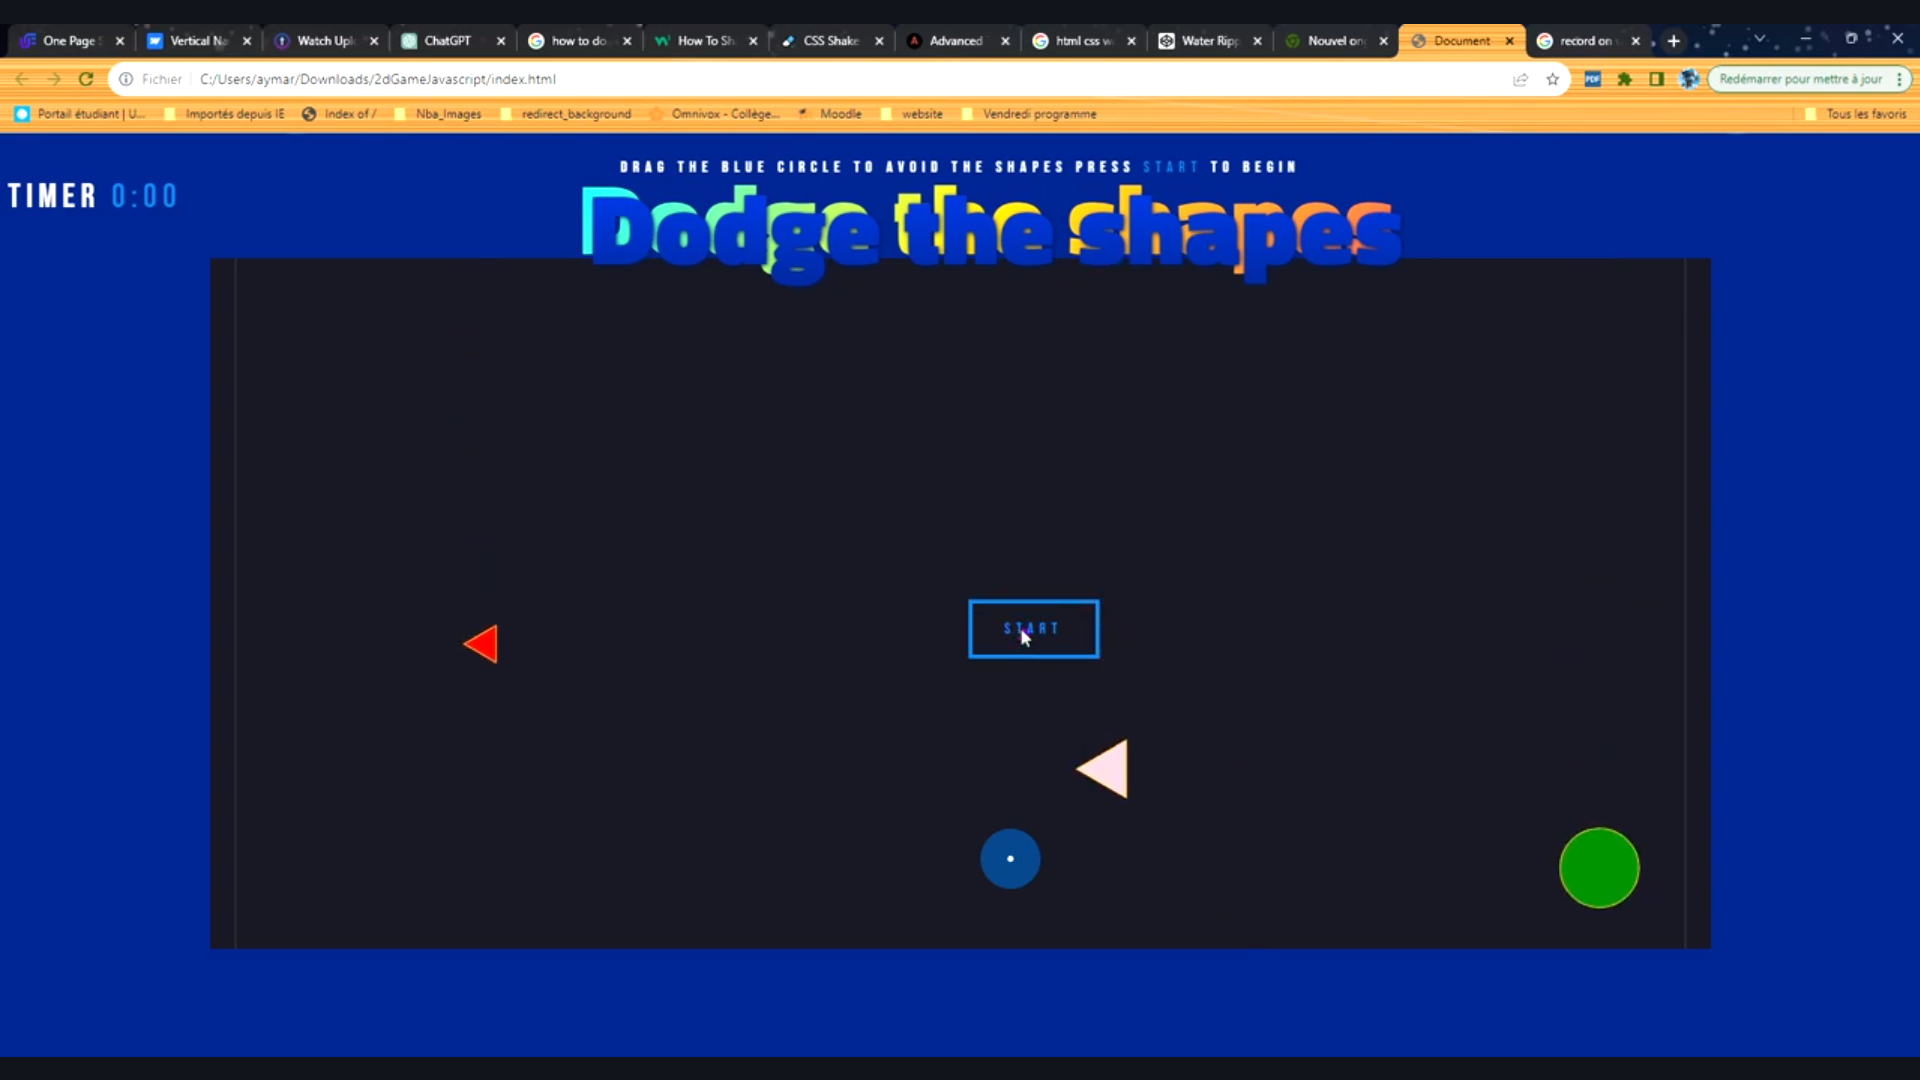 One Page
Vertical Na
Watch Upl
ChatGPT
how to do
How To Sh
CSS Shake
Advanced
html css w
Water Ripp
Nouvel on
Document
record on
Fichier
C:/Users/aymar/Downloads/2dGameJavascript/index.html
PDF
Redémarrer pour mettre à jour
Portail étudiant | U...
Importés depuis IE
Index of /
Nba_Images
redirect_background
Omnivox - Collège...
Moodle
website
Vendredi programme
Tous les favoris
DRAG THE BLUE CIRCLE TO AVOID THE SHAPES PRESS START TO BEGIN
TIMER 0:00
Dodge the shapes
START